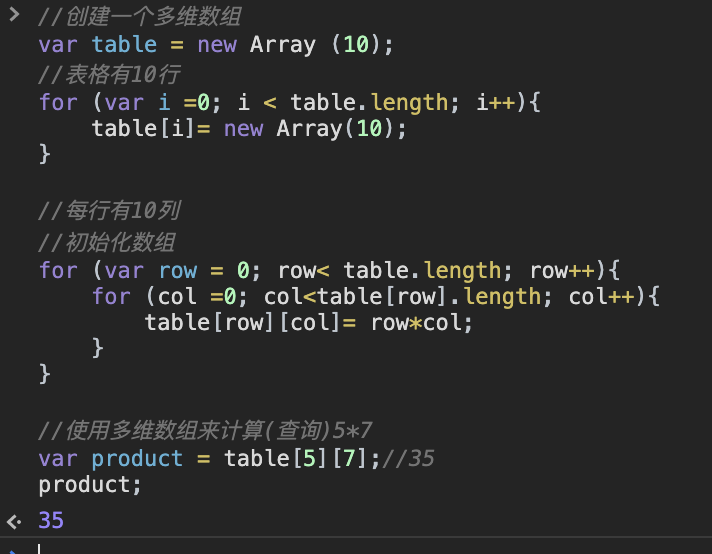 //创建一个多维数组
var table = new Array (10);
//表格有10行
for (var i =0; i < table.length; i++){
    table[i]= new Array(10);
}

//每行有10列
//初始化数组
for (var row = 0; row< table.length; row++){
    for (col =0; col<table[row].length; col++){
        table[row][col]= row*col;
    }
}

//使用多维数组来计算(查询)5*7
var product = table[5][7];//35
product;
35